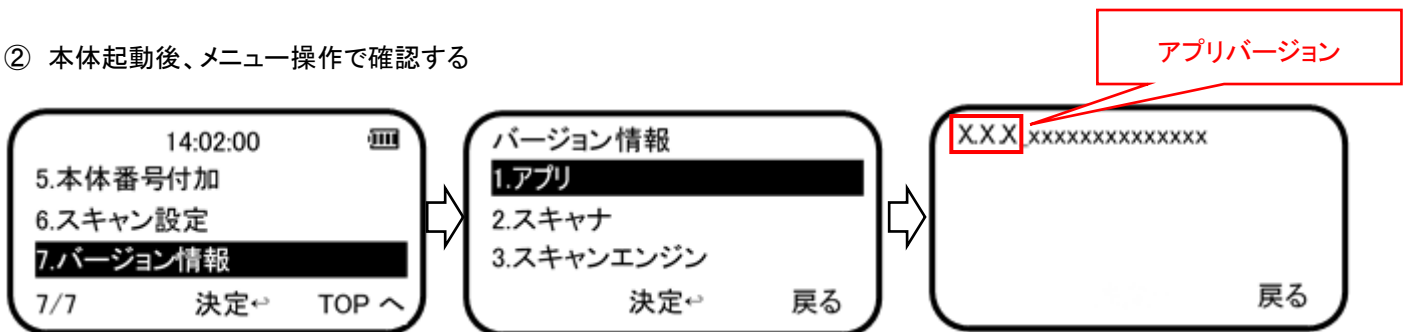 ② 本体起動後、メニュー操作で確認する
アプリバージョン
14:02:00
5.本体番号付加
6.スキャン設定
7.バージョン情報
7/7 決定↩ TOP へ
バージョン情報
1.アプリ
2.スキャナ
3.スキャンエンジン
決定↩ 戻る
X.X.X_xxxxxxxxxxxxxx
戻る